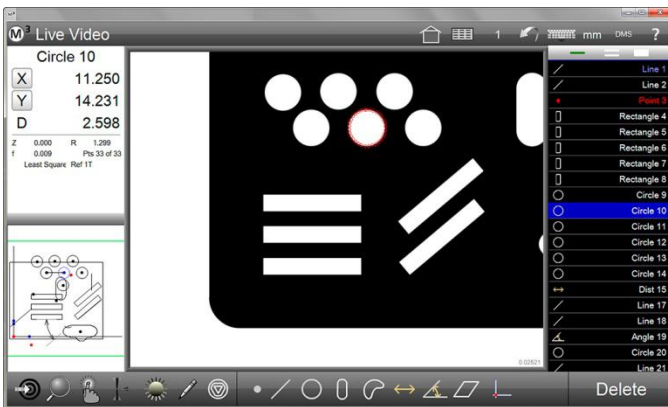 M3 Live Video
1 mm DMS ?
Circle 10
X 11.250
Y 14.231
D 2.598
Z 0.000 R 1.299
f 0.009 Pts 33 of 33
Least Square Ref 1T
Line 1
Line 2
Point 3
Rectangle 4
Rectangle 5
Rectangle 6
Rectangle 7
Rectangle 8
Circle 9
Circle 10
Circle 11
Circle 12
Circle 13
Circle 14
Dist 15
Line 17
Line 18
Angle 19
Circle 20
Line 21
0.02521
Delete